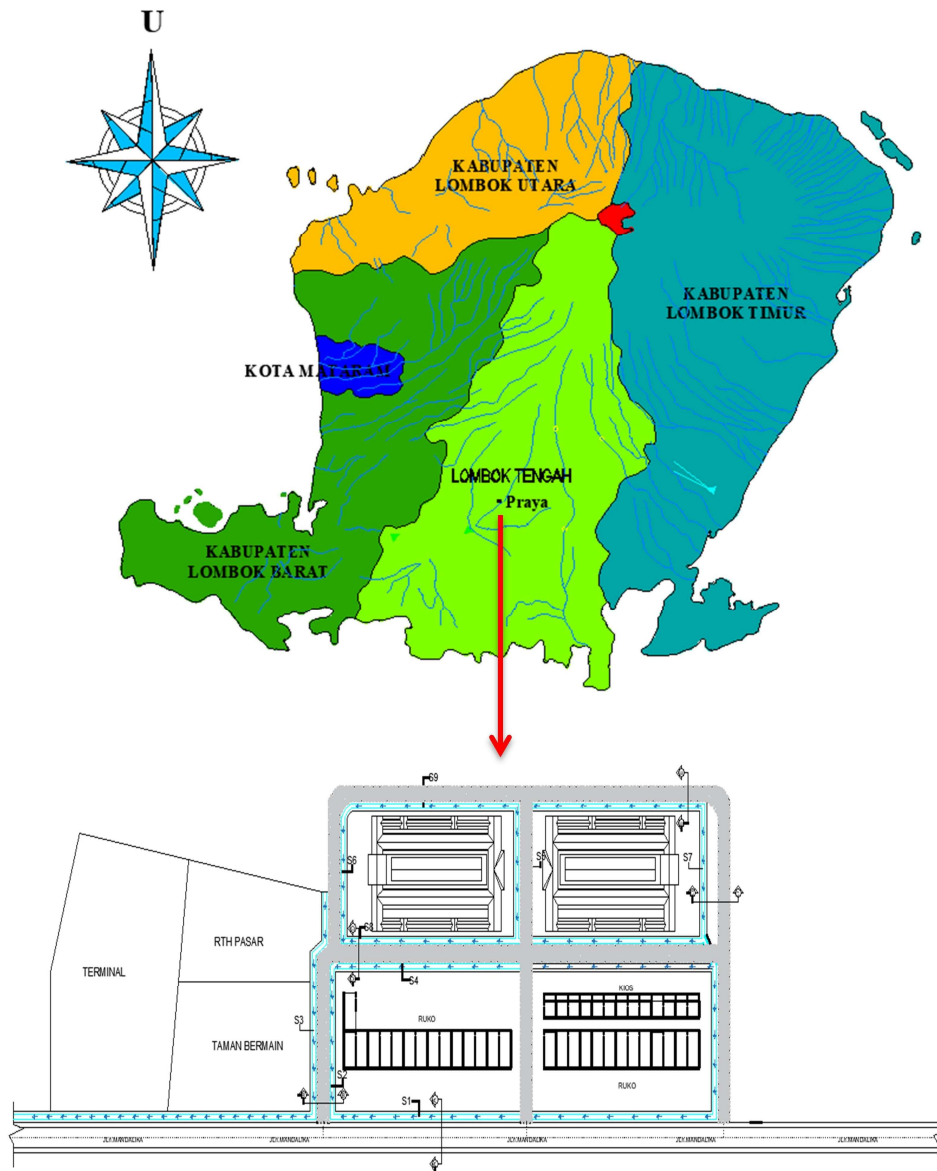 U
KABUPATEN
LOMBOK UTARA
KABUPATEN
LOMBOK TIMUR
KOTA MATARAM
LOMBOK TENGAH
Praya
KABUPATEN
LOMBOK BARAT
S9
S6
S5
S7
S8
RTH PASAR
TERMINAL
S4
KIOS
RUKO
S3
TAMAN BERMAIN
S2
RUKO
S1
JLN.MANDALIKA
JLN.MANDALIKA
JLN.MANDALIKA
JLN.MANDALIKA